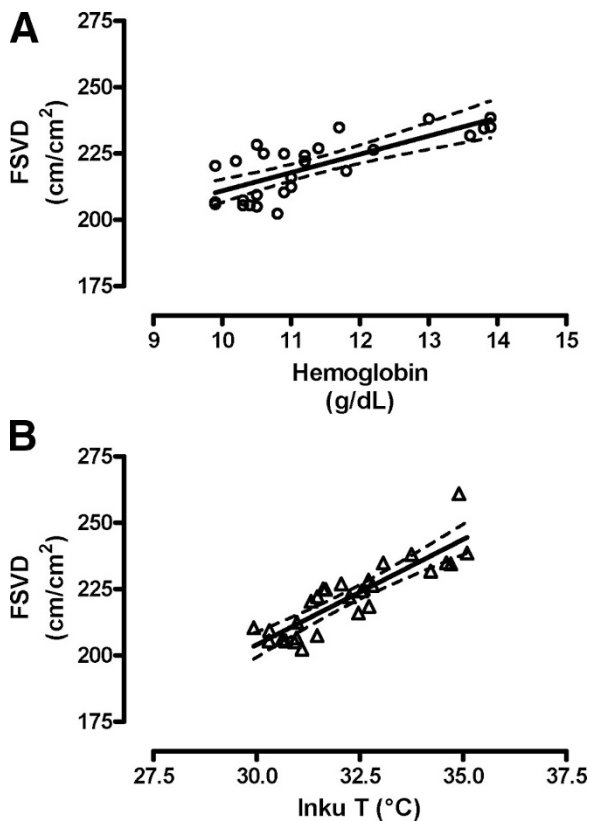 A
275
250
225
200
175
FSVD
(cm/cm²)
9 10 11 12 13 14 15
Hemoglobin
(g/dL)
B
275
250
225
200
175
FSVD
(cm/cm²)
27.5 30.0 32.5 35.0 37.5
Inku T (°C)